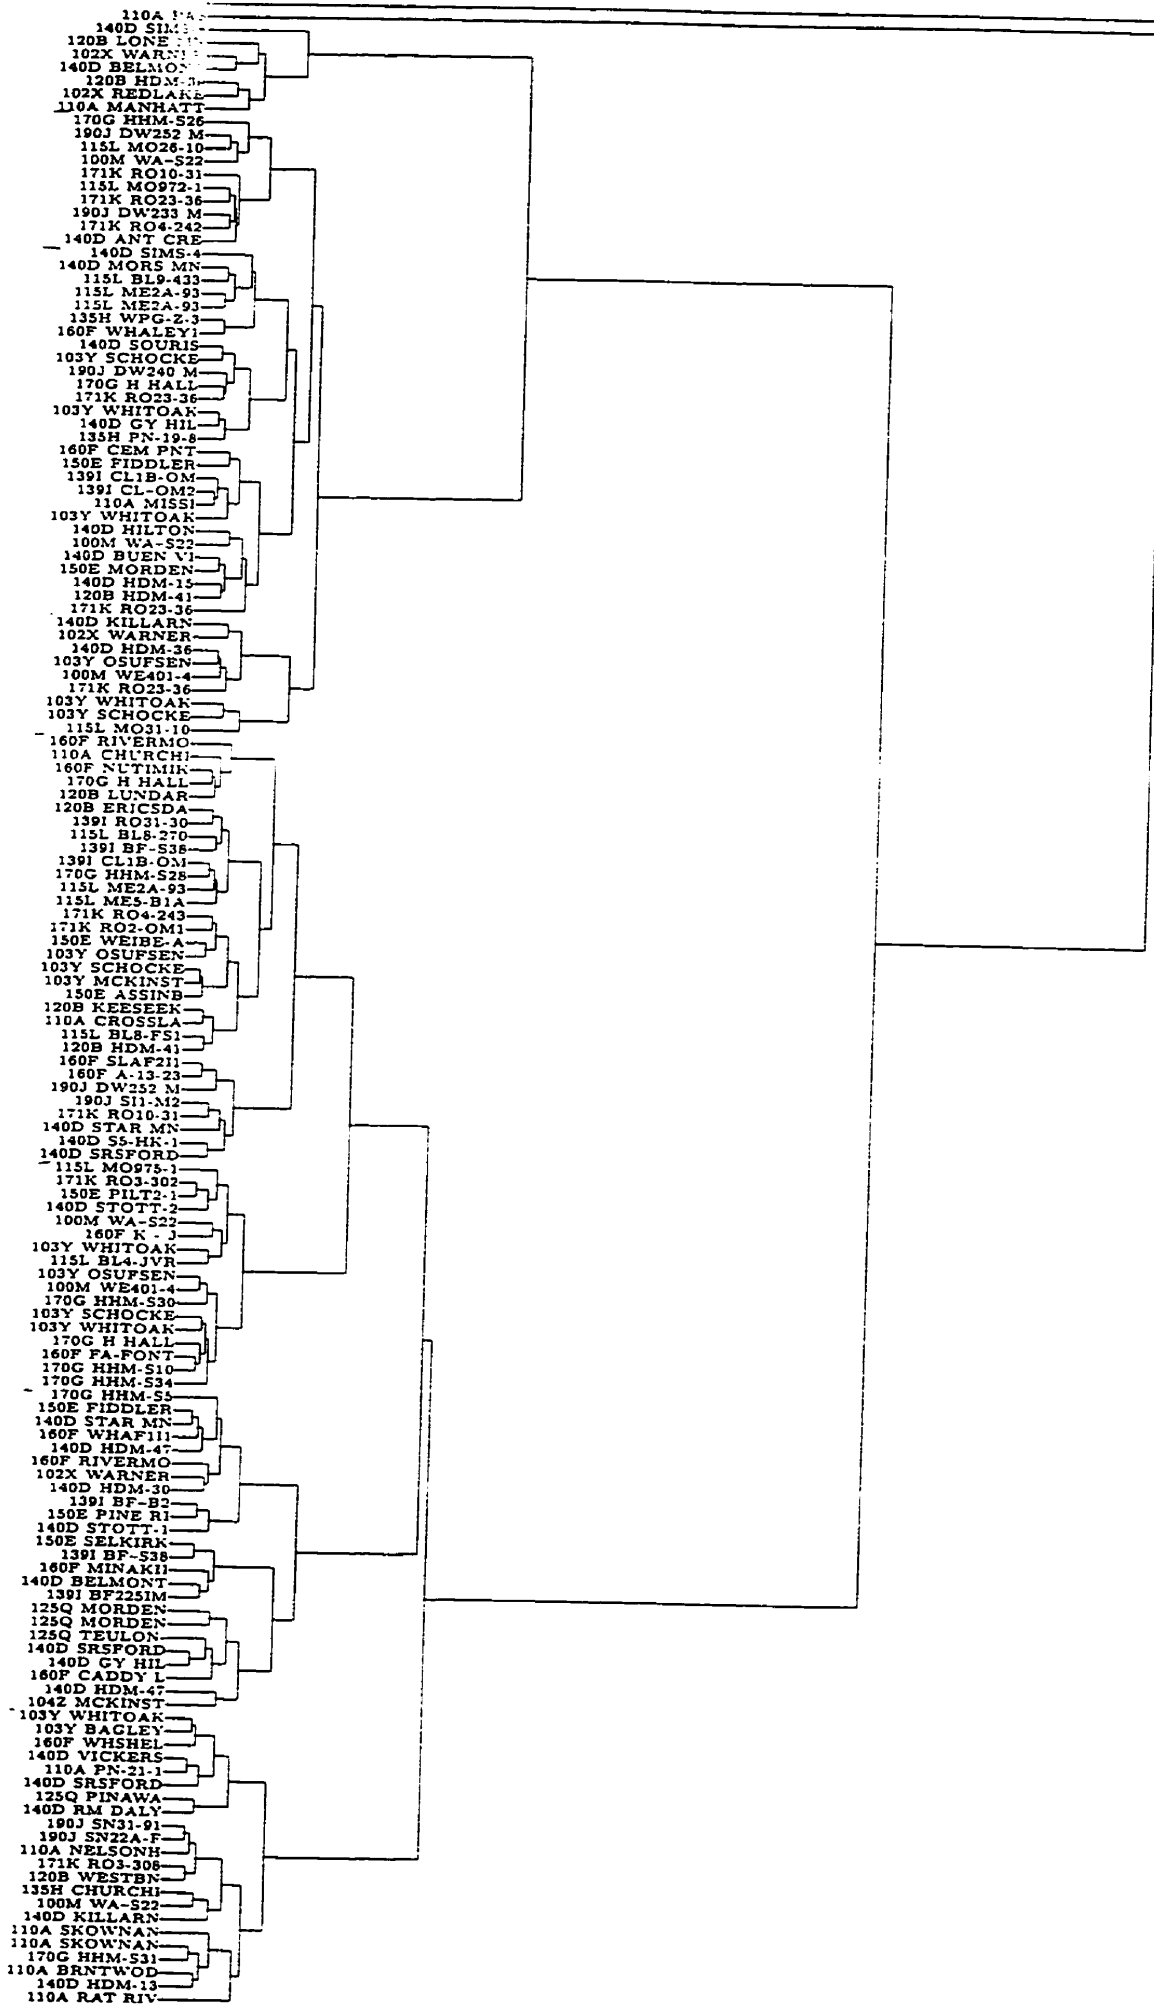 110A
140D
120B LONE
102X
140D
120B
102X REDLAKE
110A MANHATT
170G HHM-S26
190J DW252 M
115L MO26-10
100M WA-S22
171K RO10-31
115L MO972-1
171K RO23-36
190J DW233 M
171K RO4-242
140D ANT CRE
140D SIMS-4
140D MORS MN
115L BL9-433
115L ME2A-93
115L ME2A-93
135H WPG-Z-3
160F WHALEY1
140D SOURIS
103Y SCHOCKE
190J DW240 M
170G H HALL
171K RO23-36
103Y WHITOAK
140D GY HIL
135H PN-19-8
160F CEM PNT
150E FIDDLER
139I CL1B-OM
139I CL-OM2
110A MISSI
103Y WHITOAK
140D HILTON
100M WA-S22
140D BUEN VI
150E MORDEN
140D HDM-15
120B HDM-41
171K RO23-36
140D KILLARN
102X WARNER
140D HDM-36
103Y OSUFSEN
100M WE401-4
171K RO23-36
103Y WHITOAK
103Y SCHOCKE
115L MO31-10
160F RIVERMO
110A CHURCHI
160F NUTIMIK
170G H HALL
120B LUNDAR
120B ERICSDA
139I RO31-30
115L BL8-270
139I BF-S38
139I CL1B-OM
170G HHM-S28
115L ME2A-93
115L ME5-B1A
171K RO4-243
171K RO2-OM1
150E WEIBE-A
103Y OSUFSEN
103Y SCHOCKE
103Y MCKINST
150E ASSINB
120B KEESEEK
110A CROSSLA
115L BL8-FS1
120B HDM-41
160F SLAF2I1
160F A-13-23
190J DW252 M
190J SI1-M2
171K RO10-31
140D STAR MN
140D S5-HK-1
140D SRSFORD
115L MO975-1
171K RO3-302
150E PILT2-1
140D STOTT-2
100M WA-S22
160F K - J
103Y WHITOAK
115L BL4-JVR
103Y OSUFSEN
100M WE401-4
170G HHM-S30
103Y SCHOCKE
103Y WHITOAK
170G H HALL
160F FA-FONT
170G HHM-S10
170G HHM-S34
170G HHM-S5
150E FIDDLER
140D STAR MN
160F WHAF1I1
140D HDM-47
160F RIVERMO
102X WARNER
140D HDM-30
139I BF-B2
150E PINE RI
140D STOTT-1
150E SELKIRK
139I BF-S38
160F MINAKII
140D BELMONT
139I BF225IM
125Q MORDEN
125Q MORDEN
125Q TEULON
140D SRSFORD
140D GY HIL
160F CADDY L
140D HDM-47
104Z MCKINST
103Y WHITOAK
103Y BAGLEY
160F WHSHEL
140D VICKERS
110A PN-21-1
140D SRSFORD
125Q PINAWA
140D RM DALY
190J SN31-91
190J SN22A-F
110A NELSONH
171K RO3-308
120B WESTBN
135H CHURCHI
100M WA-S22
140D KILLARN
110A SKOWNAN
110A SKOWNAN
170G HHM-S31
110A BRNTWOD
140D HDM-13
110A RAT RIV